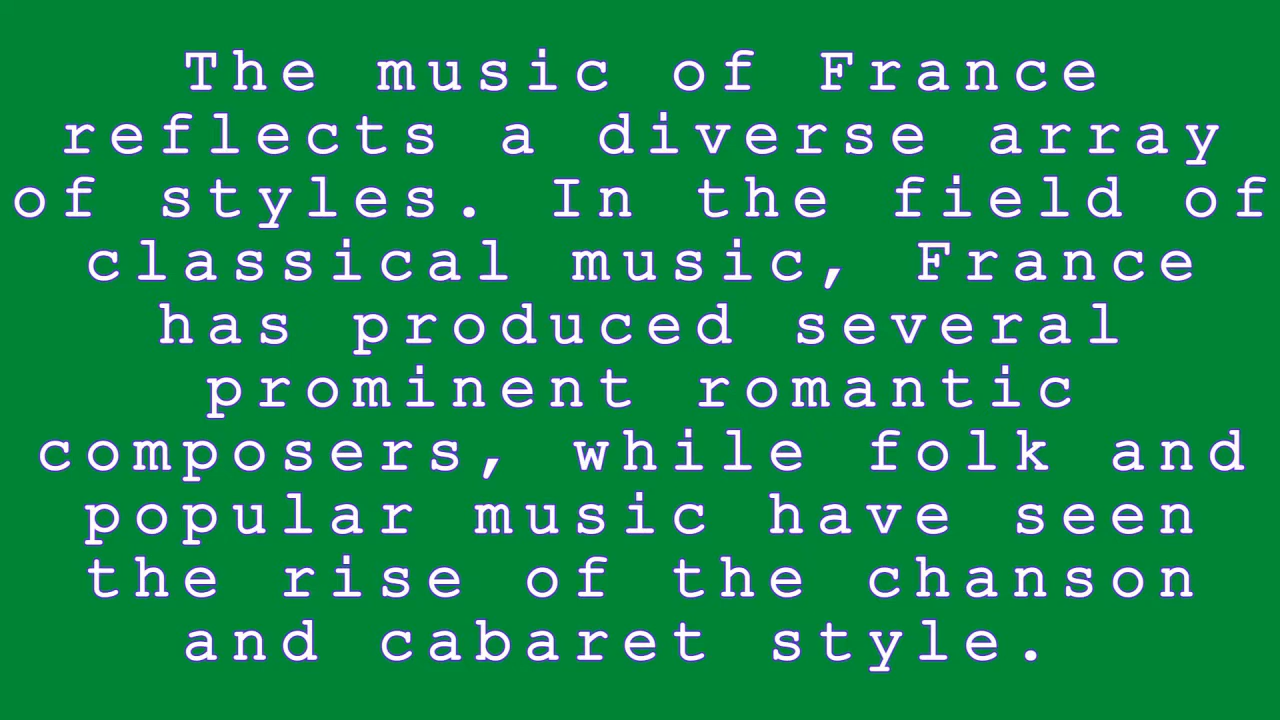 The music of France
reflects a diverse array
of styles. In the field of
classical music, France
has produced several
prominent romantic
composers, while folk and
popular music have seen
the rise of the chanson
and cabaret style.